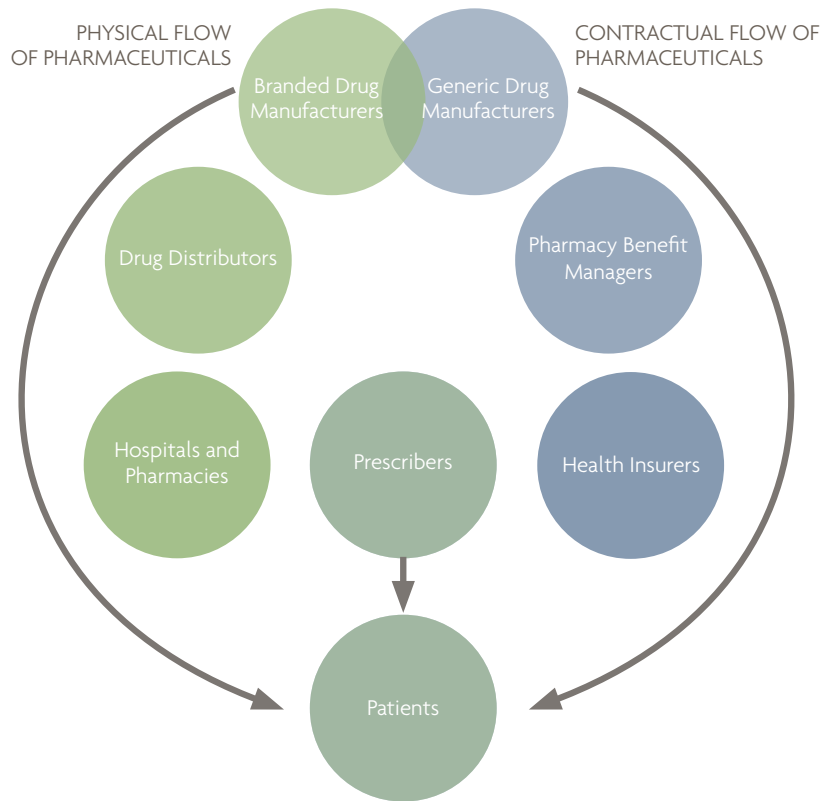 PHYSICAL FLOW
OF PHARMACEUTICALS
CONTRACTUAL FLOW OF
PHARMACEUTICALS
Branded Drug
Manufacturers
Generic Drug
Manufacturers
Drug Distributors
Pharmacy Benefit
Managers
Hospitals and
Pharmacies
Prescribers
Health Insurers
Patients